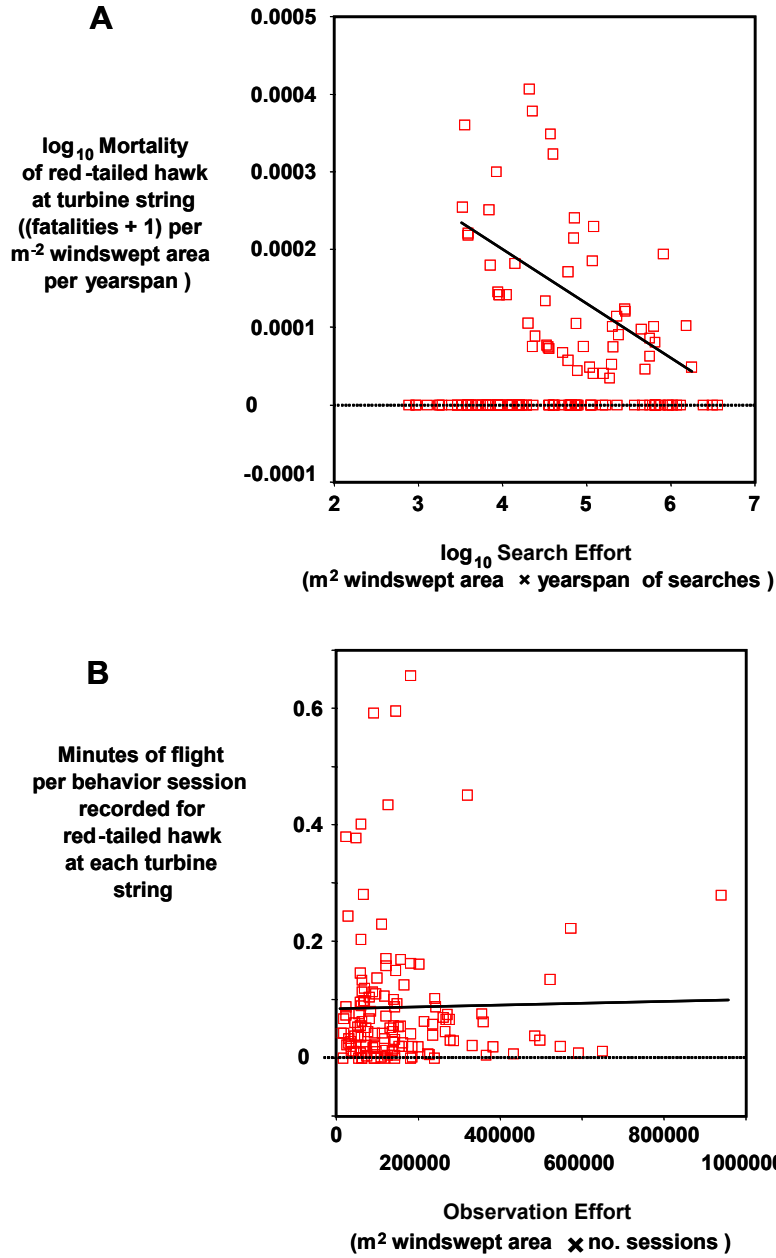 A
log10 Mortality
of red-tailed hawk
at turbine string
((fatalities + 1) per
m-2 windswept area
per yearspan )
0.0005
0.0004
0.0003
0.0002
0.0001
0
-0.0001
2 3 4 5 6 7
log10 Search Effort
(m2 windswept area × yearspan of searches )
B
Minutes of flight
per behavior session
recorded for
red-tailed hawk
at each turbine
string
0.6
0.4
0.2
0
0 400000 800000
200000 600000 1000000
Observation Effort
(m2 windswept area × no. sessions )